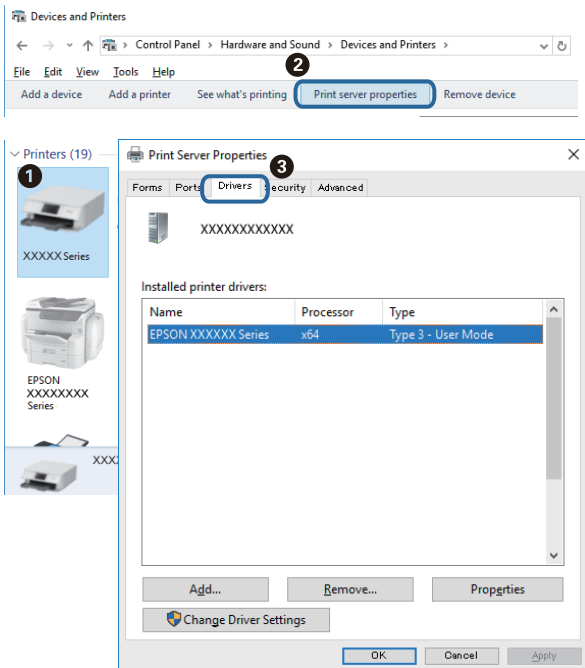 Devices and Printers
Control Panel > Hardware and Sound > Devices and Printers >
File Edit View Tools Help
2
Add a device Add a printer See what's printing Print server properties Remove device
Printers (19)
1
XXXXX Series
EPSON
XXXXXXXX
Series
XXX
Print Server Properties
3
Forms Ports Drivers Security Advanced
XXXXXXXXXXXX
Installed printer drivers:
Name Processor Type
EPSON XXXXXX Series x64 Type 3 - User Mode
Add... Remove... Properties
Change Driver Settings
OK Cancel Apply